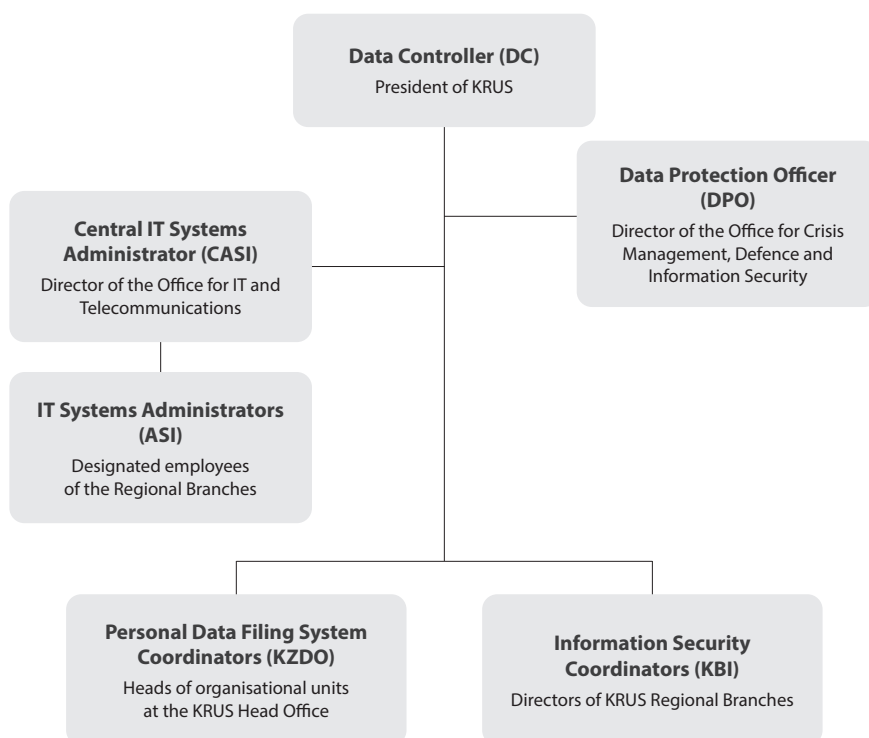 Data Controller (DC)
President of KRUS
Data Protection Officer
(DPO)
Director of the Office for Crisis
Management, Defence and
Information Security
Central IT Systems
Administrator (CASI)
Director of the Office for IT and
Telecommunications
IT Systems Administrators
(ASI)
Designated employees
of the Regional Branches
Personal Data Filing System
Coordinators (KZDO)
Heads of organisational units
at the KRUS Head Office
Information Security
Coordinators (KBI)
Directors of KRUS Regional Branches